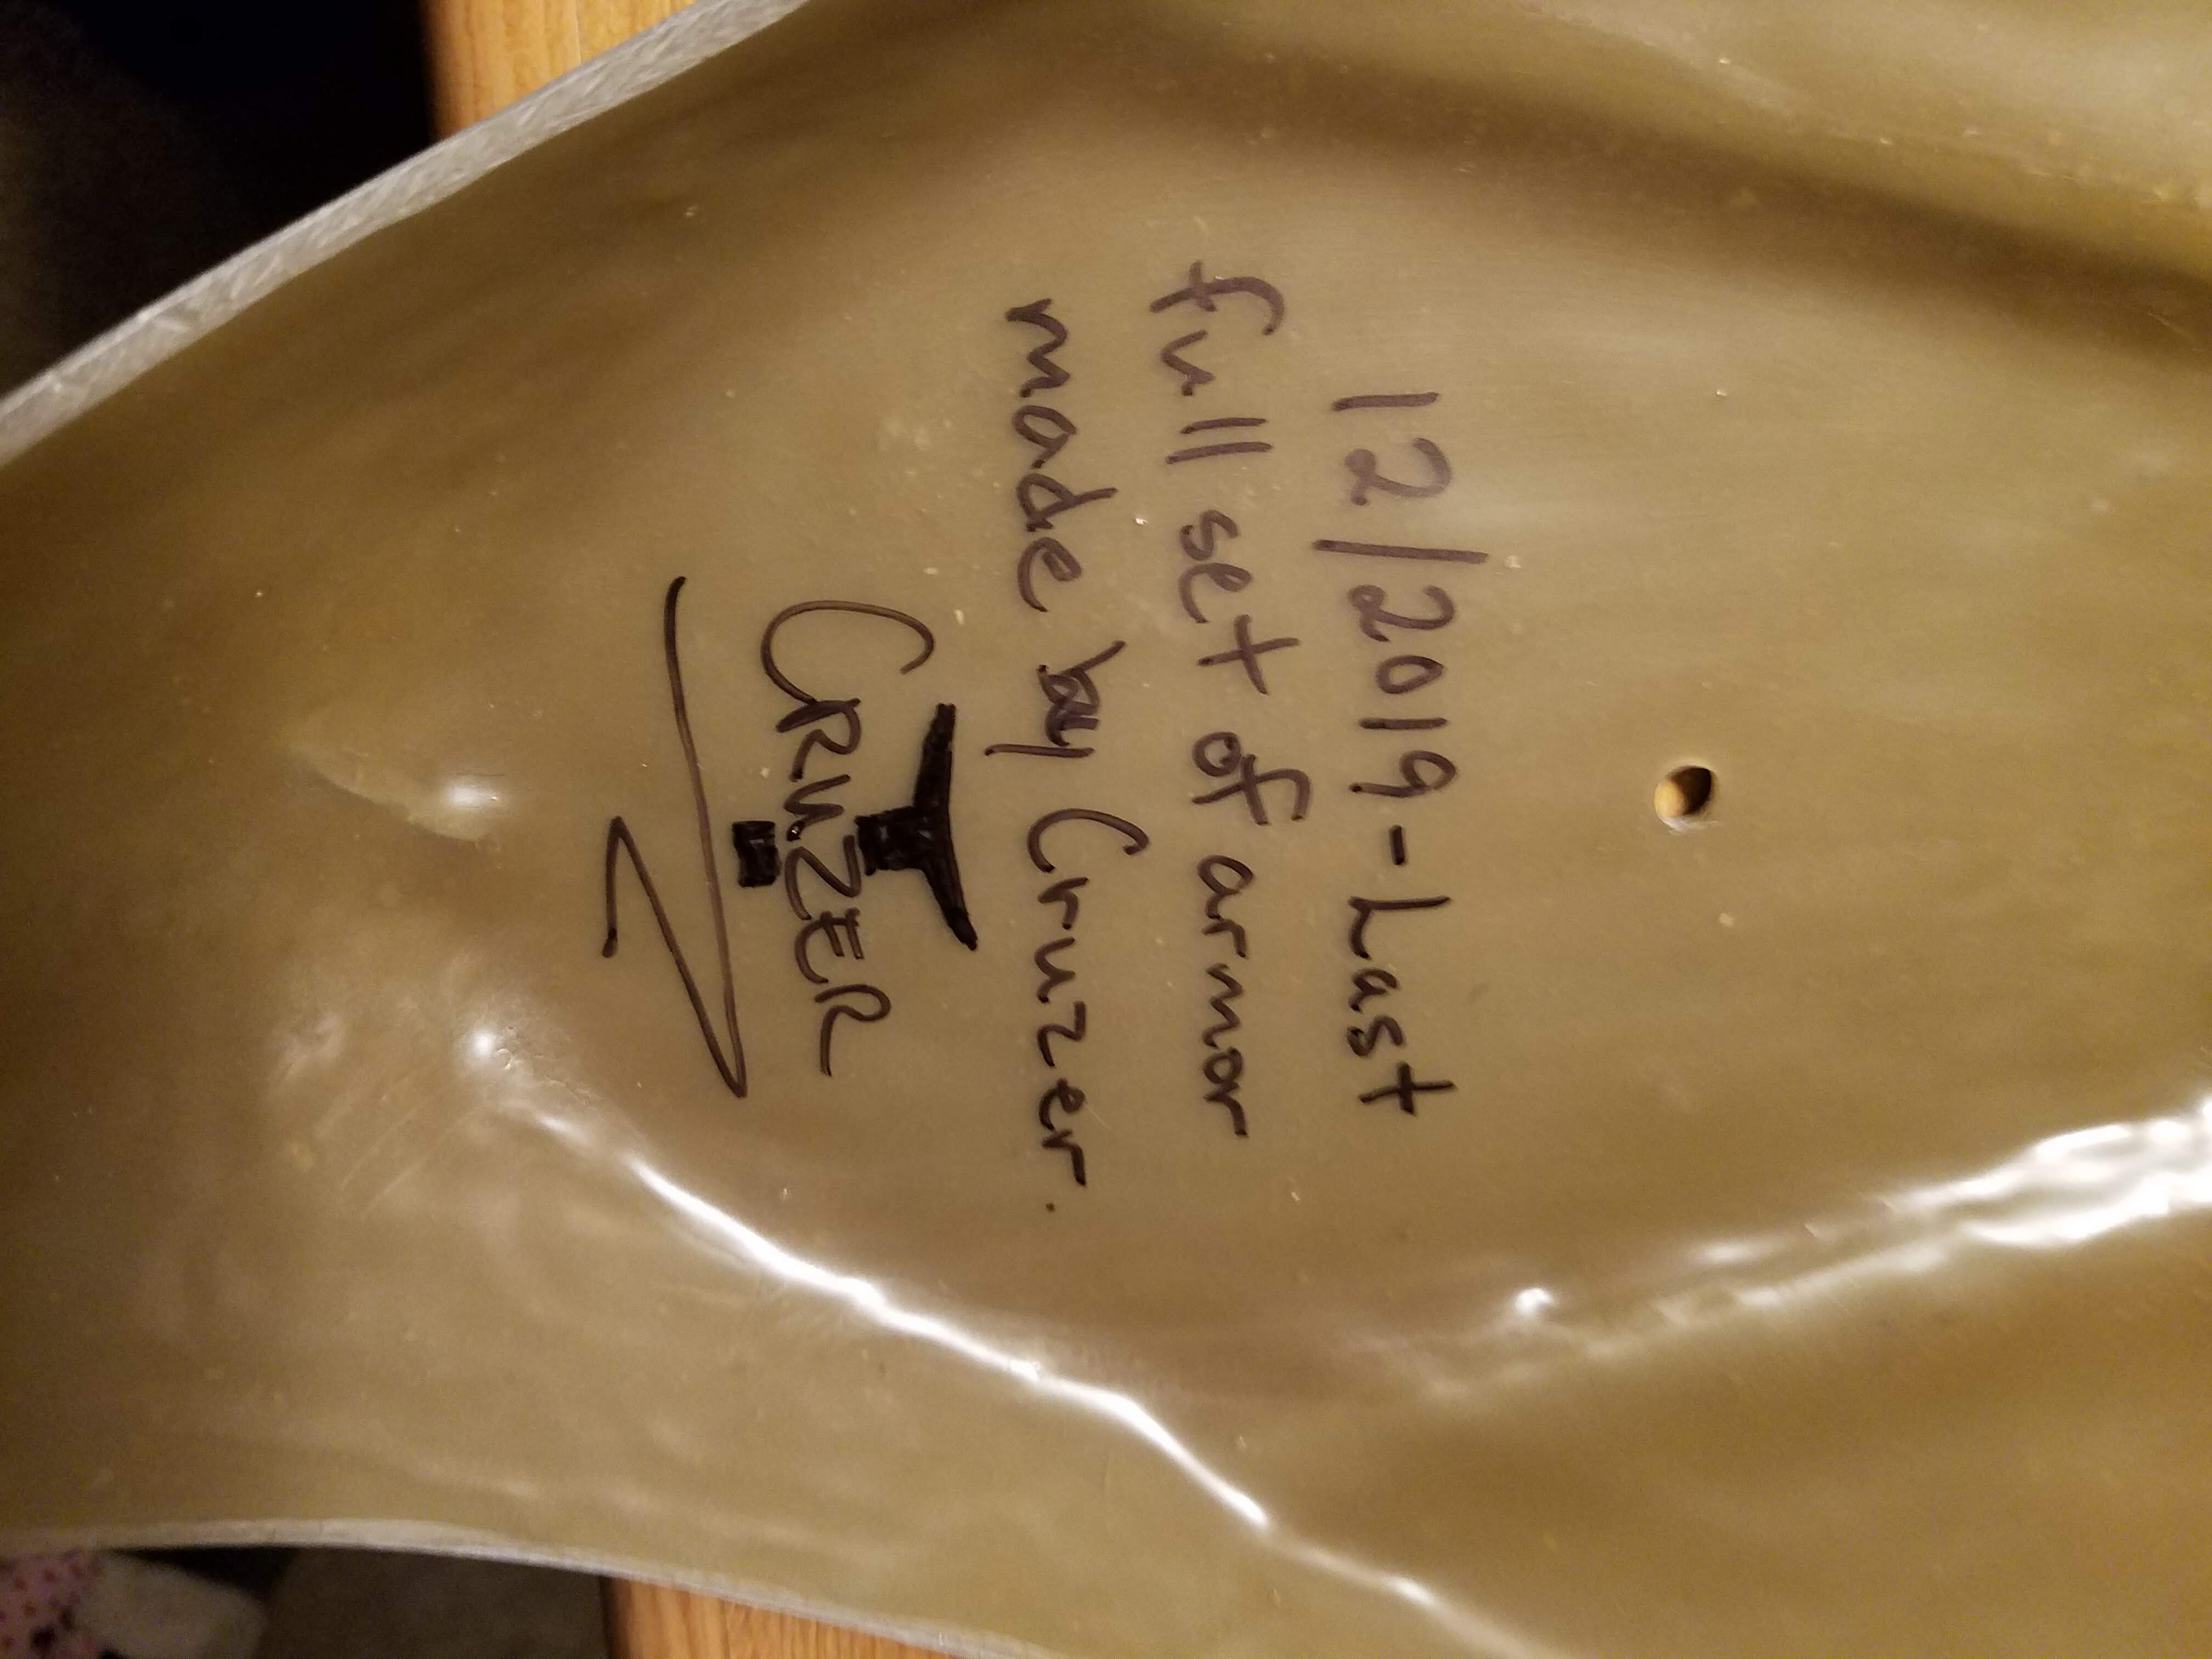 12/2019-Last
full set of armor
made by Cruzer.
CRUZER